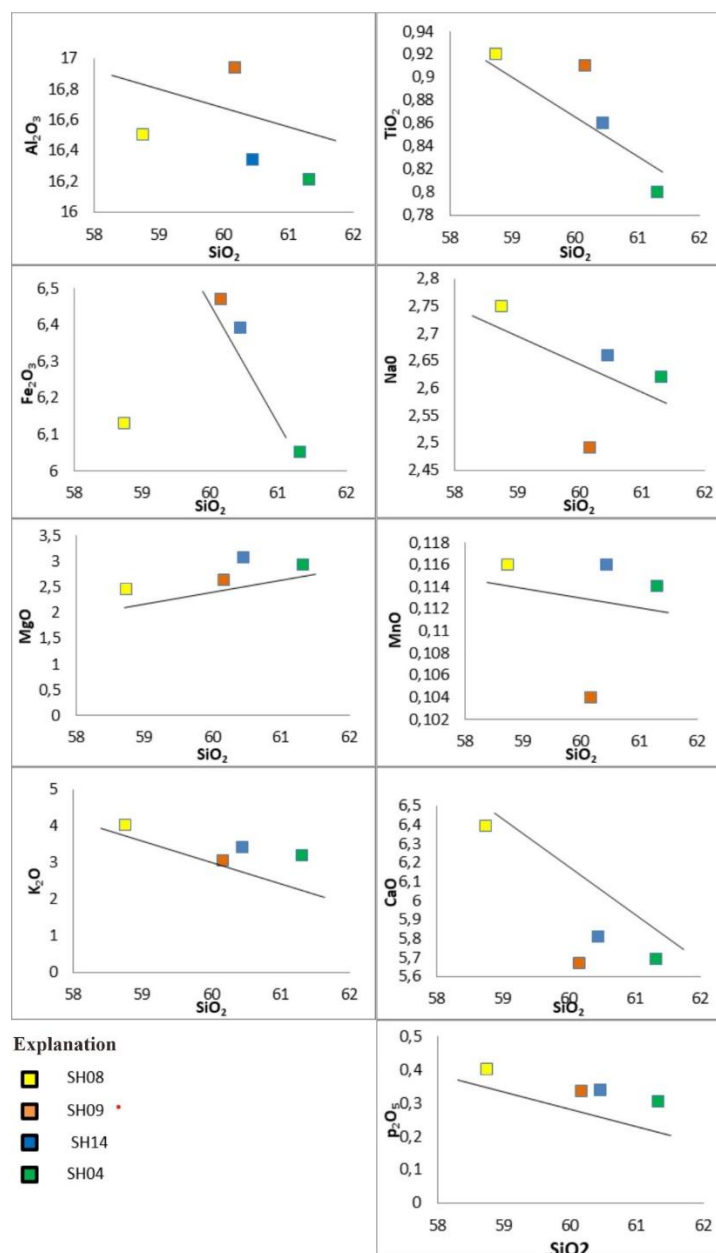 Al₂O₃
17
16,8
16,6
16,4
16,2
16
58 59 60 61 62
SiO₂
TiO₂
0,94
0,92
0,9
0,88
0,86
0,84
0,82
0,8
0,78
58 59 60 61 62
SiO₂
Fe₂O₃
6,5
6,4
6,3
6,2
6,1
6
58 59 60 61 62
SiO₂
Na0
2,8
2,75
2,7
2,65
2,6
2,55
2,5
2,45
58 59 60 61 62
SiO₂
MgO
3,5
3
2,5
2
1,5
1
0,5
0
58 59 60 61 62
SiO₂
MnO
0,118
0,116
0,114
0,112
0,11
0,108
0,106
0,104
0,102
58 59 60 61 62
SiO₂
K₂O
5
4
3
2
1
0
58 59 60 61 62
SiO₂
CaO
6,5
6,4
6,3
6,2
6,1
6
5,9
5,8
5,7
5,6
58 59 60 61 62
SiO₂
Explanation
SH08
SH09
SH14
SH04
p₂O₅
0,5
0,4
0,3
0,2
0,1
0
58 59 60 61 62
SiO2